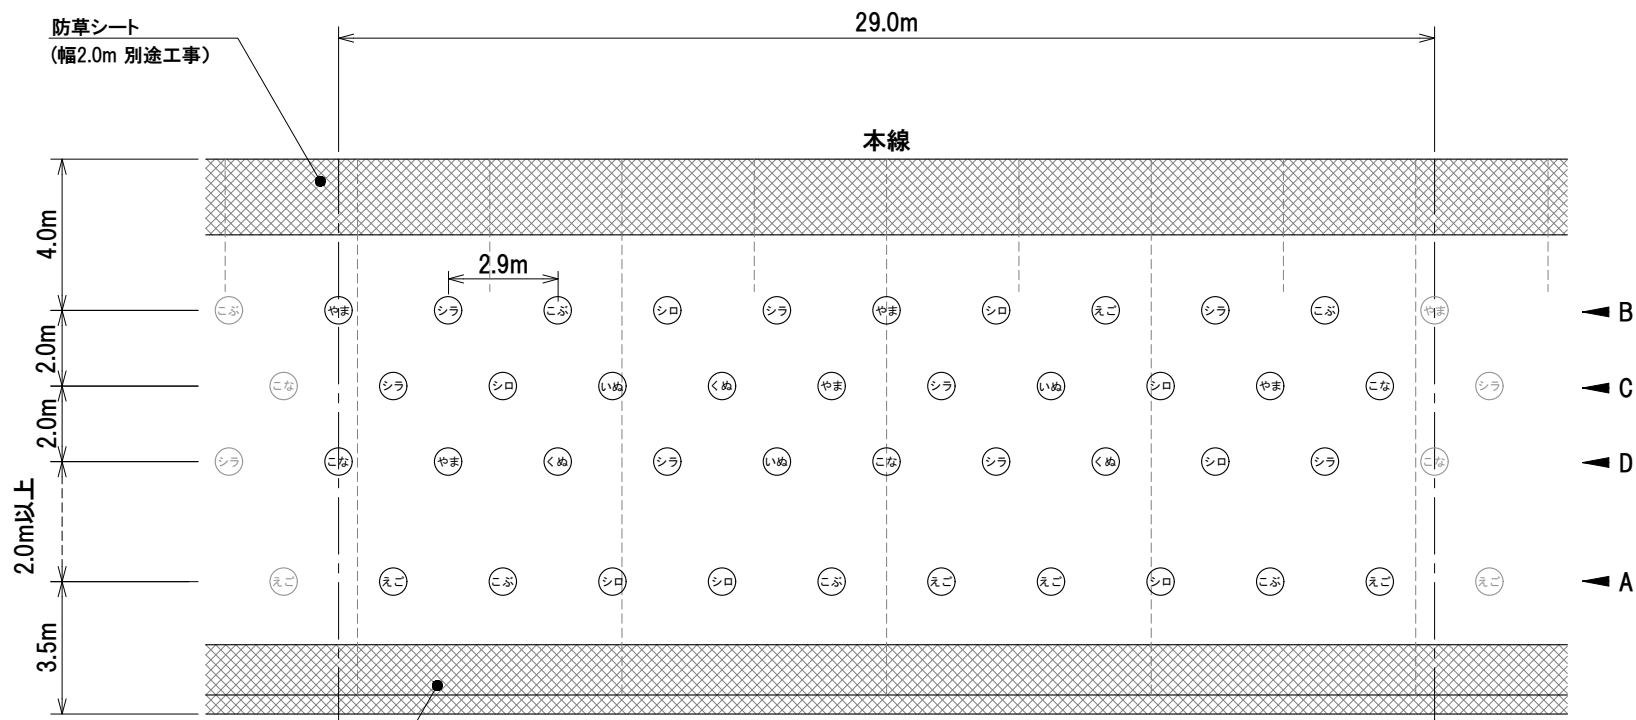 防草シート
(幅2.0m 別途工事)
29.0m
本線
4.0m
2.9m
こぶ やま シラ こぶ シロ シラ やま シロ えご シラ こぶ やま B
2.0m
こな シラ シロ いぬ くぬ やま シラ いぬ シロ やま こな シラ C
2.0m
シラ こな やま くぬ シラ いぬ こな シラ くぬ シロ シラ こな D
2.0m以上
えご えご こぶ シロ シロ こぶ えご えご シロ こぶ えご えご A
3.5m